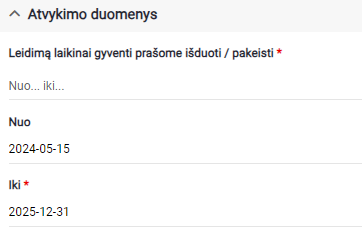 Atvykimo duomenys
Leidimą laikinai gyventi prašome išduoti / pakeisti *
Nuo... iki...
Nuo
2024-05-15
Iki *
2025-12-31